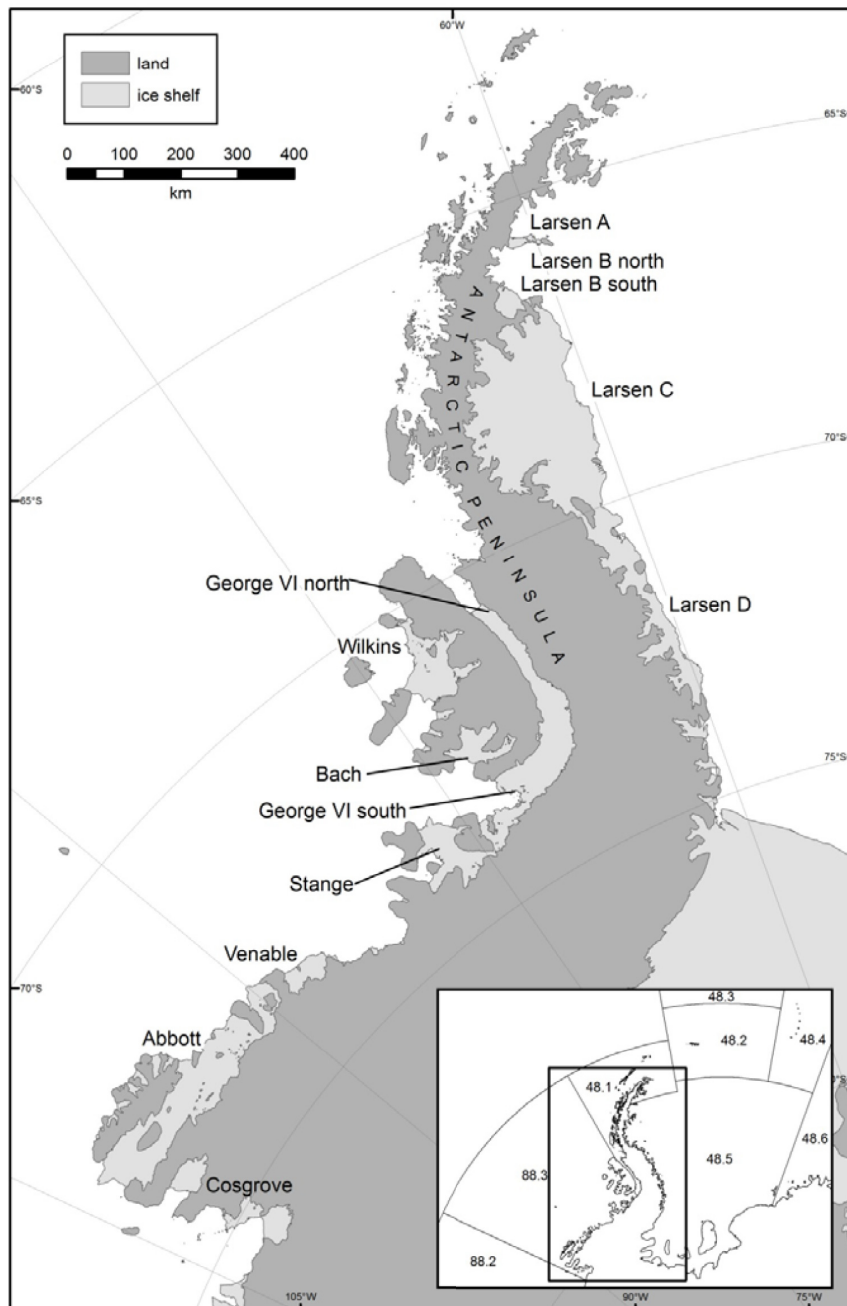 60°W
60°S
65°S
land
ice shelf
0 100 200 300 400
km
Larsen A
Larsen B north
Larsen B south
ANTARCTIC PENINSULA
Larsen C
70°S
65°S
George VI north
Larsen D
Wilkins
75°S
Bach
George VI south
Stange
Venable
70°S
Abbott
Cosgrove
48.3
48.2
48.4
48.1
48.6
48.5
88.3
88.2
105°W
90°W
75°W